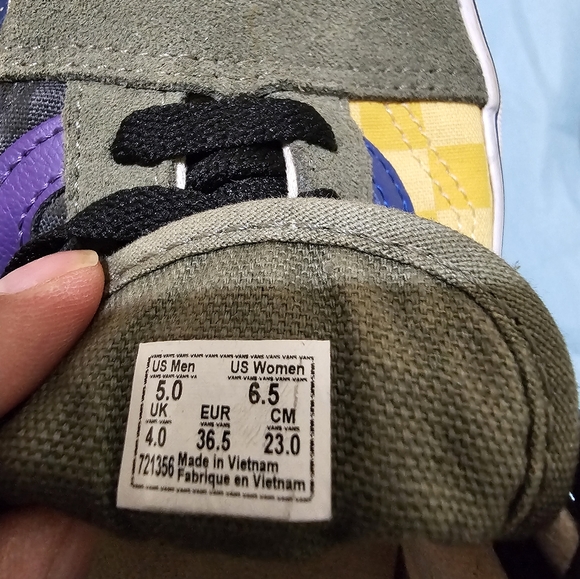 US Men US Women
5.0 6.5
UK EUR CM
4.0 36.5 23.0
721356 Made in Vietnam
Fabrique en Vietnam